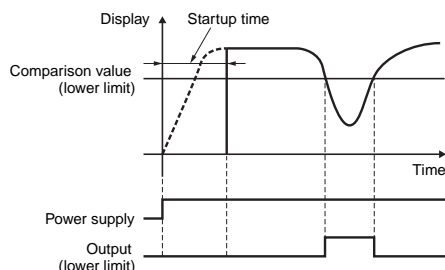 Display
Startup time
Comparison value
(lower limit)
Time
Power supply
Output
(lower limit)